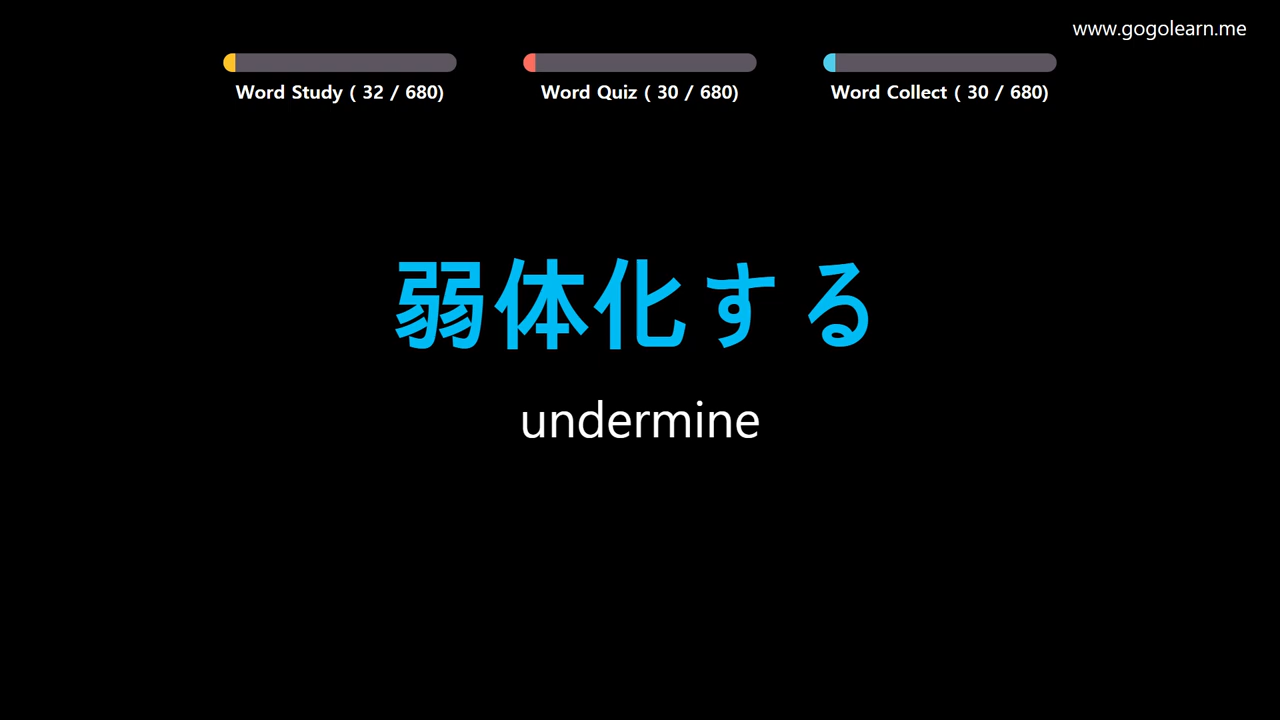 www.gogolearn.me
Word Study ( 32 / 680)
Word Quiz ( 30 / 680)
Word Collect ( 30 / 680)
弱体化する
undermine